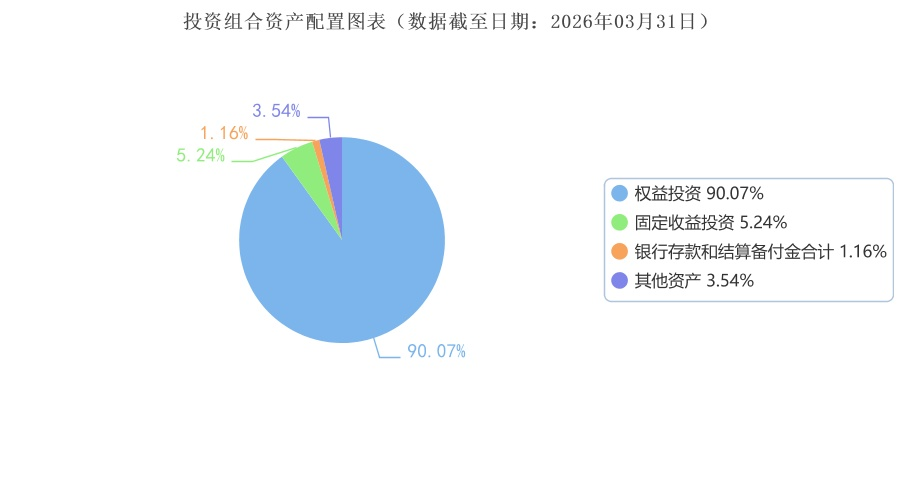 投资组合资产配置图表（数据截至日期：2026年03月31日）
3.54%
1.16%
5.24%
90.07%
权益投资 90.07%
固定收益投资 5.24%
银行存款和结算备付金合计 1.16%
其他资产 3.54%